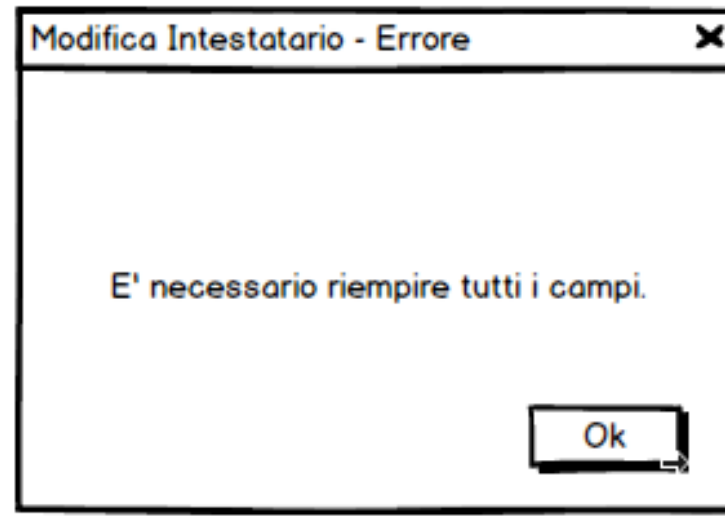 Modifica Intestatario - Errore
E' necessario riempire tutti i campi.
Ok